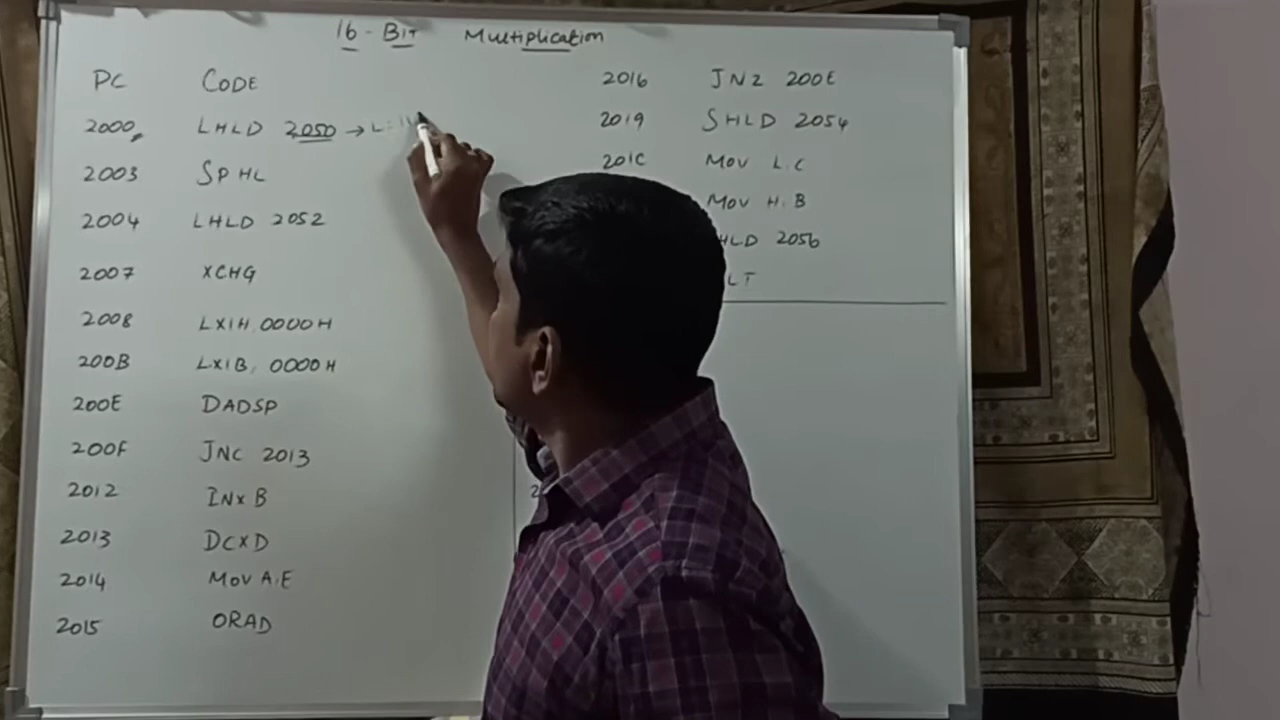 16 - BIT Multiplication
PC CODE
2000, LHLD 2050 → L =
2003 SPHL
2004 LHLD 2052
2007 XCHG
2008 LXIH, 0000H
200B LXIB, 0000H
200E DADSP
200F JNC 2013
2012 INX B
2013 DCXD
2014 MOV A,E
2015 ORAD
2016 JNZ 200E
2019 SHLD 2054
201C MOV L, C
MOV H, B
HLD 2056
LT